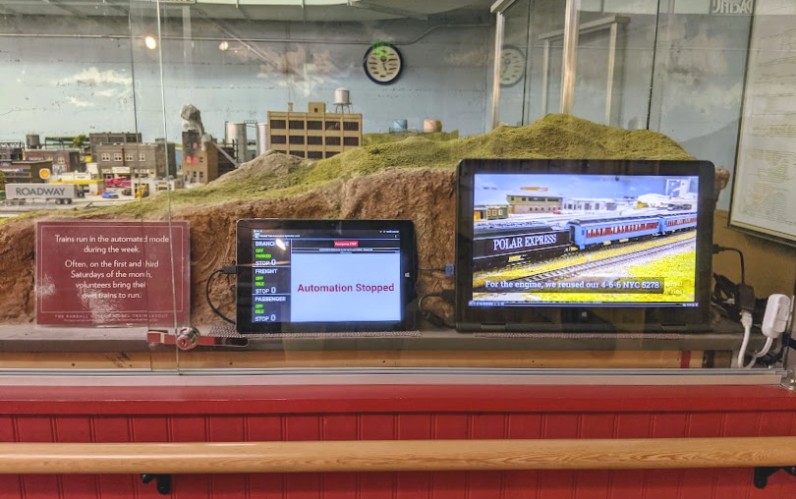 ROADWAY
Trains run in the automated mode
during the week.
Often, on the first and third
Saturdays of the month,
volunteers bring their
own trains to run.
BRANCH
STOP 0
FREIGHT
STOP 0
PASSENGER
STOP 0
Automation Stopped
POLAR EXPRESS
For the engine, we reused our 4-6-6 NYC 5278